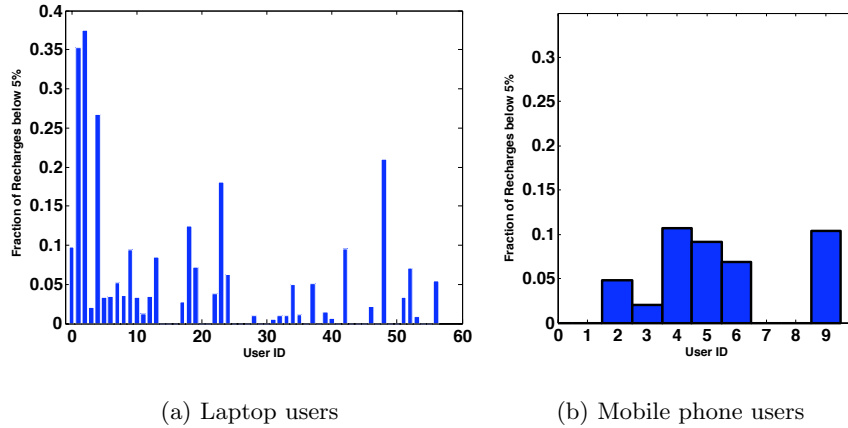 0.4
0.35
0.3
0.25
0.2
0.15
0.1
0.05
0
Fraction of Recharges below 5%
0 10 20 30 40 50 60
User ID
(a) Laptop users
0.3
0.25
0.2
0.15
0.1
0.05
0
Fraction of Recharges below 5%
0 1 2 3 4 5 6 7 8 9
User ID
(b) Mobile phone users